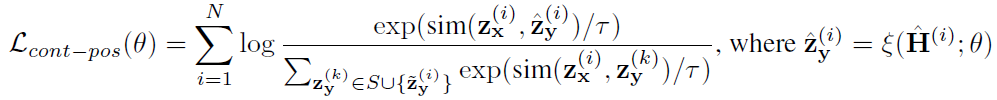 $$\mathcal{L}_{cont-pos}(\theta) = \sum_{i=1}^{N} \log \frac{\exp(\mathrm{sim}(\mathbf{z}_{\mathbf{x}}^{(i)}, \hat{\mathbf{z}}_{\mathbf{y}}^{(i)})/\tau)}{\sum_{\mathbf{z}_{\mathbf{y}}^{(k)} \in S \cup \{\tilde{\mathbf{z}}_{\mathbf{y}}^{(i)}\}} \exp(\mathrm{sim}(\mathbf{z}_{\mathbf{x}}^{(i)}, \mathbf{z}_{\mathbf{y}}^{(k)})/\tau)}, \text{ where } \hat{\mathbf{z}}_{\mathbf{y}}^{(i)} = \xi(\hat{\mathbf{H}}^{(i)}; \theta)$$